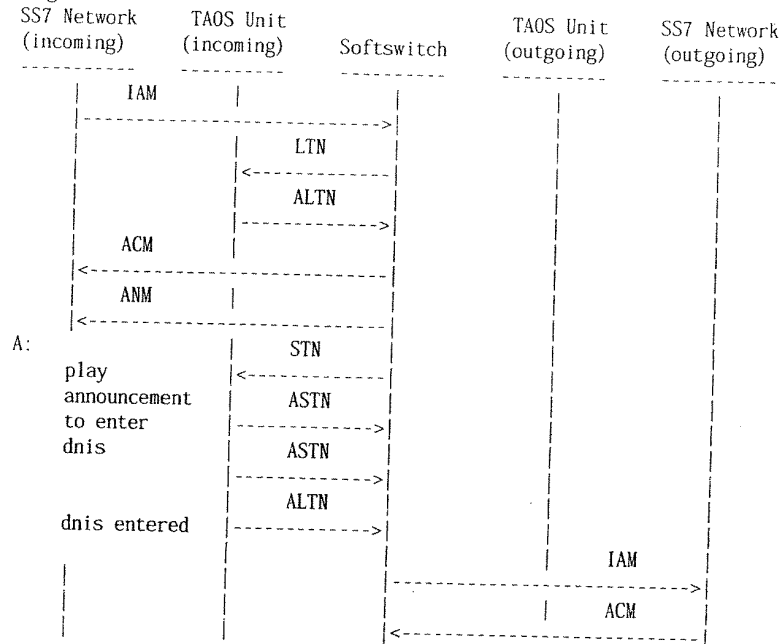 SS7 Network TAOS Unit TAOS Unit SS7 Network
(incoming) (incoming) Softswitch (outgoing) (outgoing)
IAM
LTN
ALTN
ACM
ANM
A: STN
play
announcement ASTN
to enter
dnis ASTN
ALTN
dnis entered
IAM
ACM